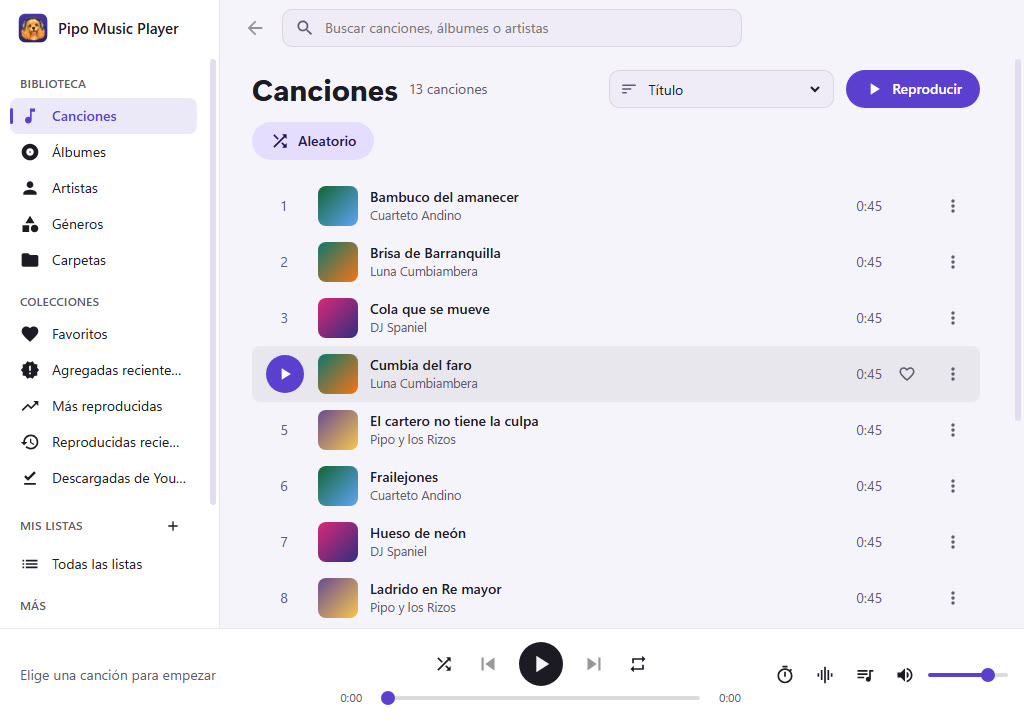 Pipo Music Player
Buscar canciones, álbumes o artistas
BIBLIOTECA
Canciones
Álbumes
Artistas
Géneros
Carpetas
COLECCIONES
Favoritos
Agregadas reciente...
Más reproducidas
Reproducidas recie...
Descargadas de You...
MIS LISTAS
Todas las listas
MÁS
Canciones 13 canciones
Título
Reproducir
Aleatorio
1 Bambuco del amanecer 0:45
Cuarteto Andino
2 Brisa de Barranquilla 0:45
Luna Cumbiambera
3 Cola que se mueve 0:45
DJ Spaniel
Cumbia del faro 0:45
Luna Cumbiambera
5 El cartero no tiene la culpa 0:45
Pipo y los Rizos
6 Frailejones 0:45
Cuarteto Andino
7 Hueso de neón 0:45
DJ Spaniel
8 Ladrido en Re mayor 0:45
Pipo y los Rizos
Elige una canción para empezar
0:00 0:00